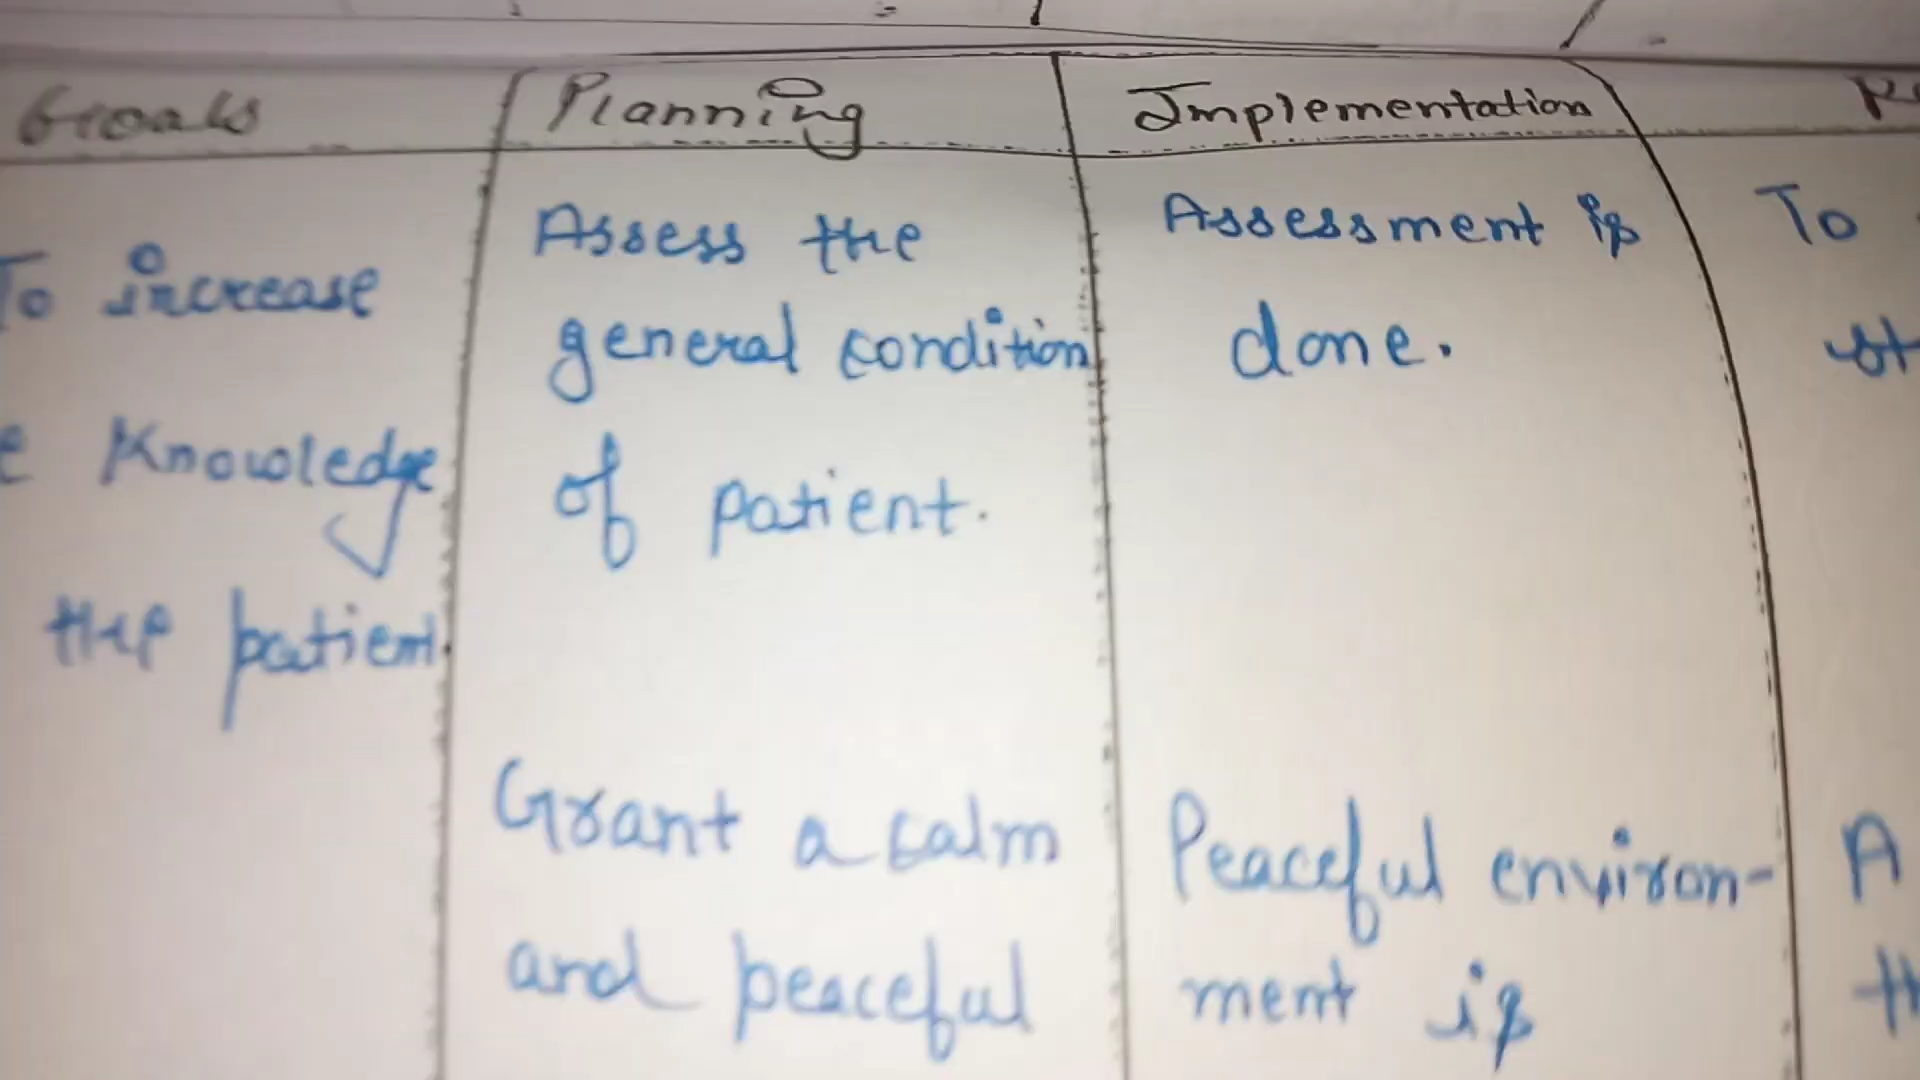 Goals
Planning
Implementation
To increase
Knowledge
the patient
Assess the
general condition
of patient.
Grant a calm
and peaceful
Assessment is
done.
Peaceful environ-
ment is
To
A